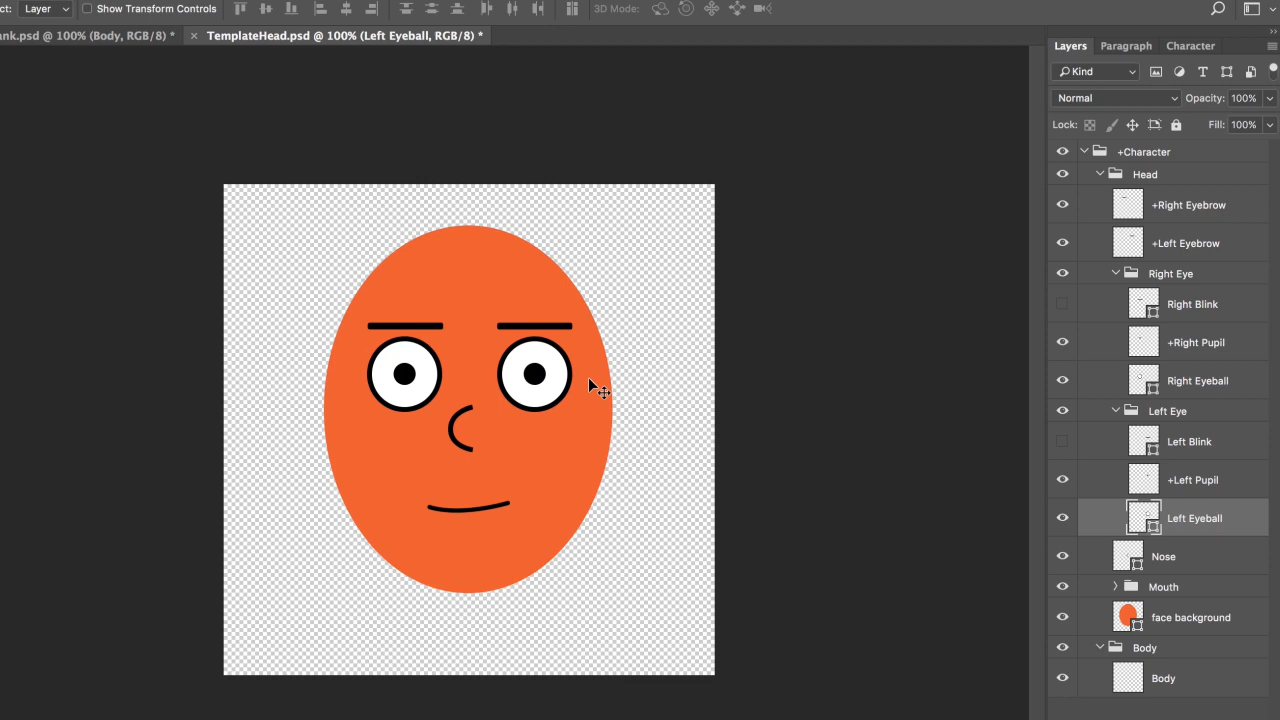 ct: Layer Show Transform Controls 3D Mode:
ank.psd @ 100% (Body, RGB/8) * × TemplateHead.psd @ 100% (Left Eyeball, RGB/8) *
Layers Paragraph Character
Kind
Normal Opacity: 100%
Lock: Fill: 100%
+Character
Head
+Right Eyebrow
+Left Eyebrow
Right Eye
Right Blink
+Right Pupil
Right Eyeball
Left Eye
Left Blink
+Left Pupil
Left Eyeball
Nose
Mouth
face background
Body
Body